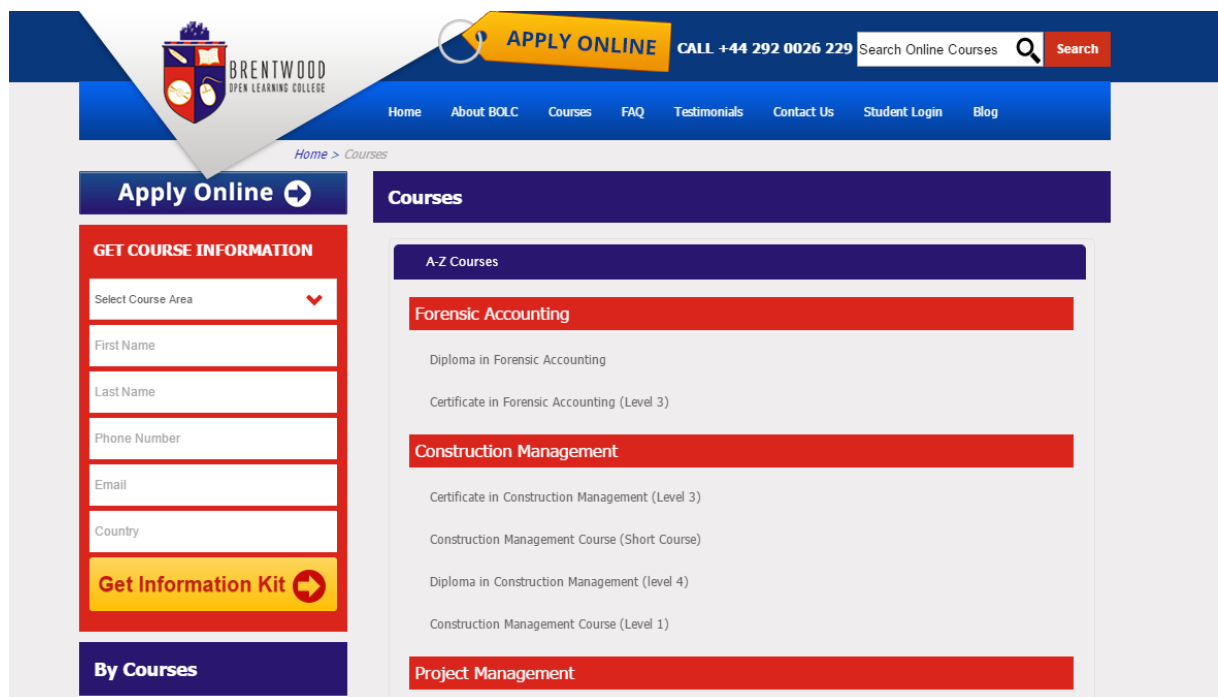 BRENTWOOD
OPEN LEARNING COLLEGE
APPLY ONLINE
CALL +44 292 0026 229
Search Online Courses
Search
Home
About BOLC
Courses
FAQ
Testimonials
Contact Us
Student Login
Blog
Home > Courses
Apply Online
GET COURSE INFORMATION
Select Course Area
First Name
Last Name
Phone Number
Email
Country
Get Information Kit
By Courses
Courses
A-Z Courses
Forensic Accounting
Diploma in Forensic Accounting
Certificate in Forensic Accounting (Level 3)
Construction Management
Certificate in Construction Management (Level 3)
Construction Management Course (Short Course)
Diploma in Construction Management (level 4)
Construction Management Course (Level 1)
Project Management